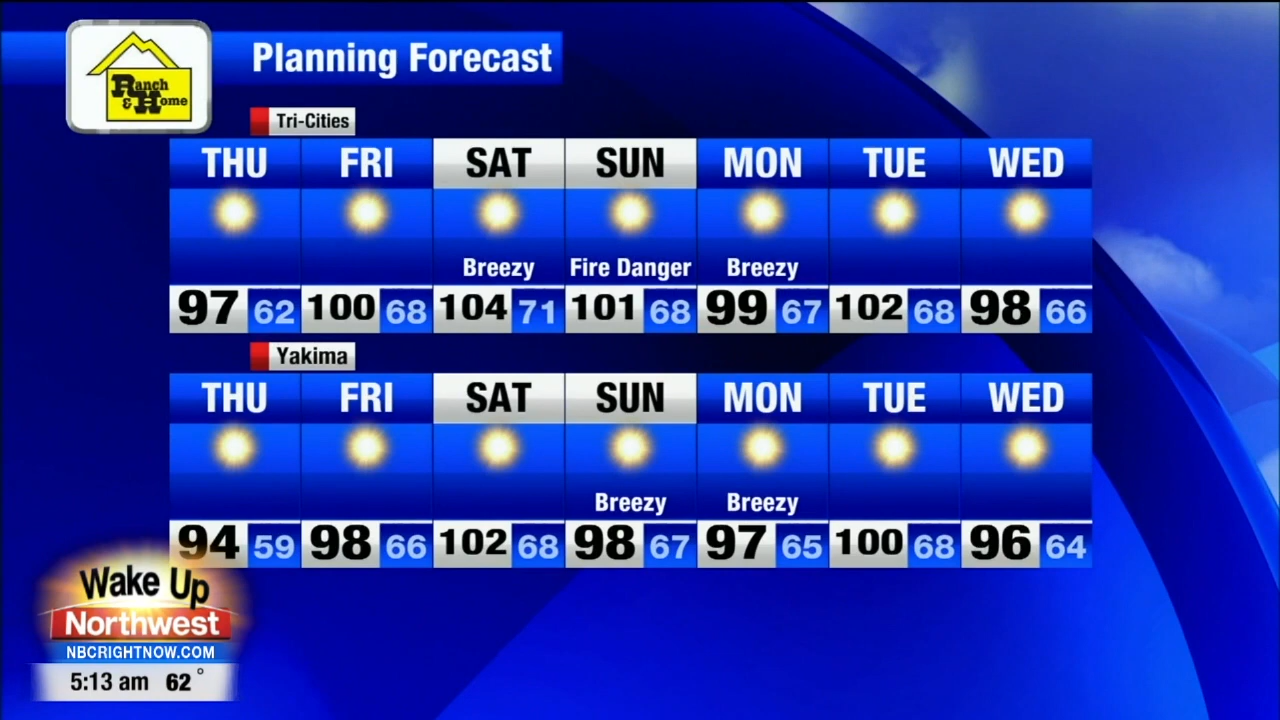 Ranch
& Home
Planning Forecast
Tri-Cities
THU FRI SAT SUN MON TUE WED
Breezy Fire Danger Breezy
97 62 100 68 104 71 101 68 99 67 102 68 98 66
Yakima
THU FRI SAT SUN MON TUE WED
Breezy Breezy
94 59 98 66 102 68 98 67 97 65 100 68 96 64
Wake Up
Northwest
NBCRIGHTNOW.COM
5:13 am 62°